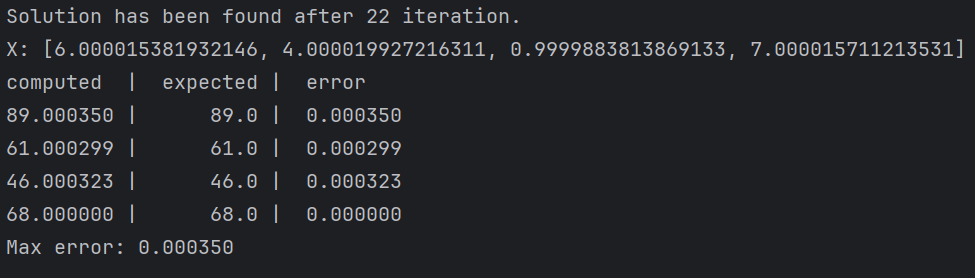 Solution has been found after 22 iteration.
X: [6.000015381932146, 4.000019927216311, 0.9999883813869133, 7.000015711213531]
computed  |  expected |  error
89.000350 |      89.0 |  0.000350
61.000299 |      61.0 |  0.000299
46.000323 |      46.0 |  0.000323
68.000000 |      68.0 |  0.000000
Max error: 0.000350